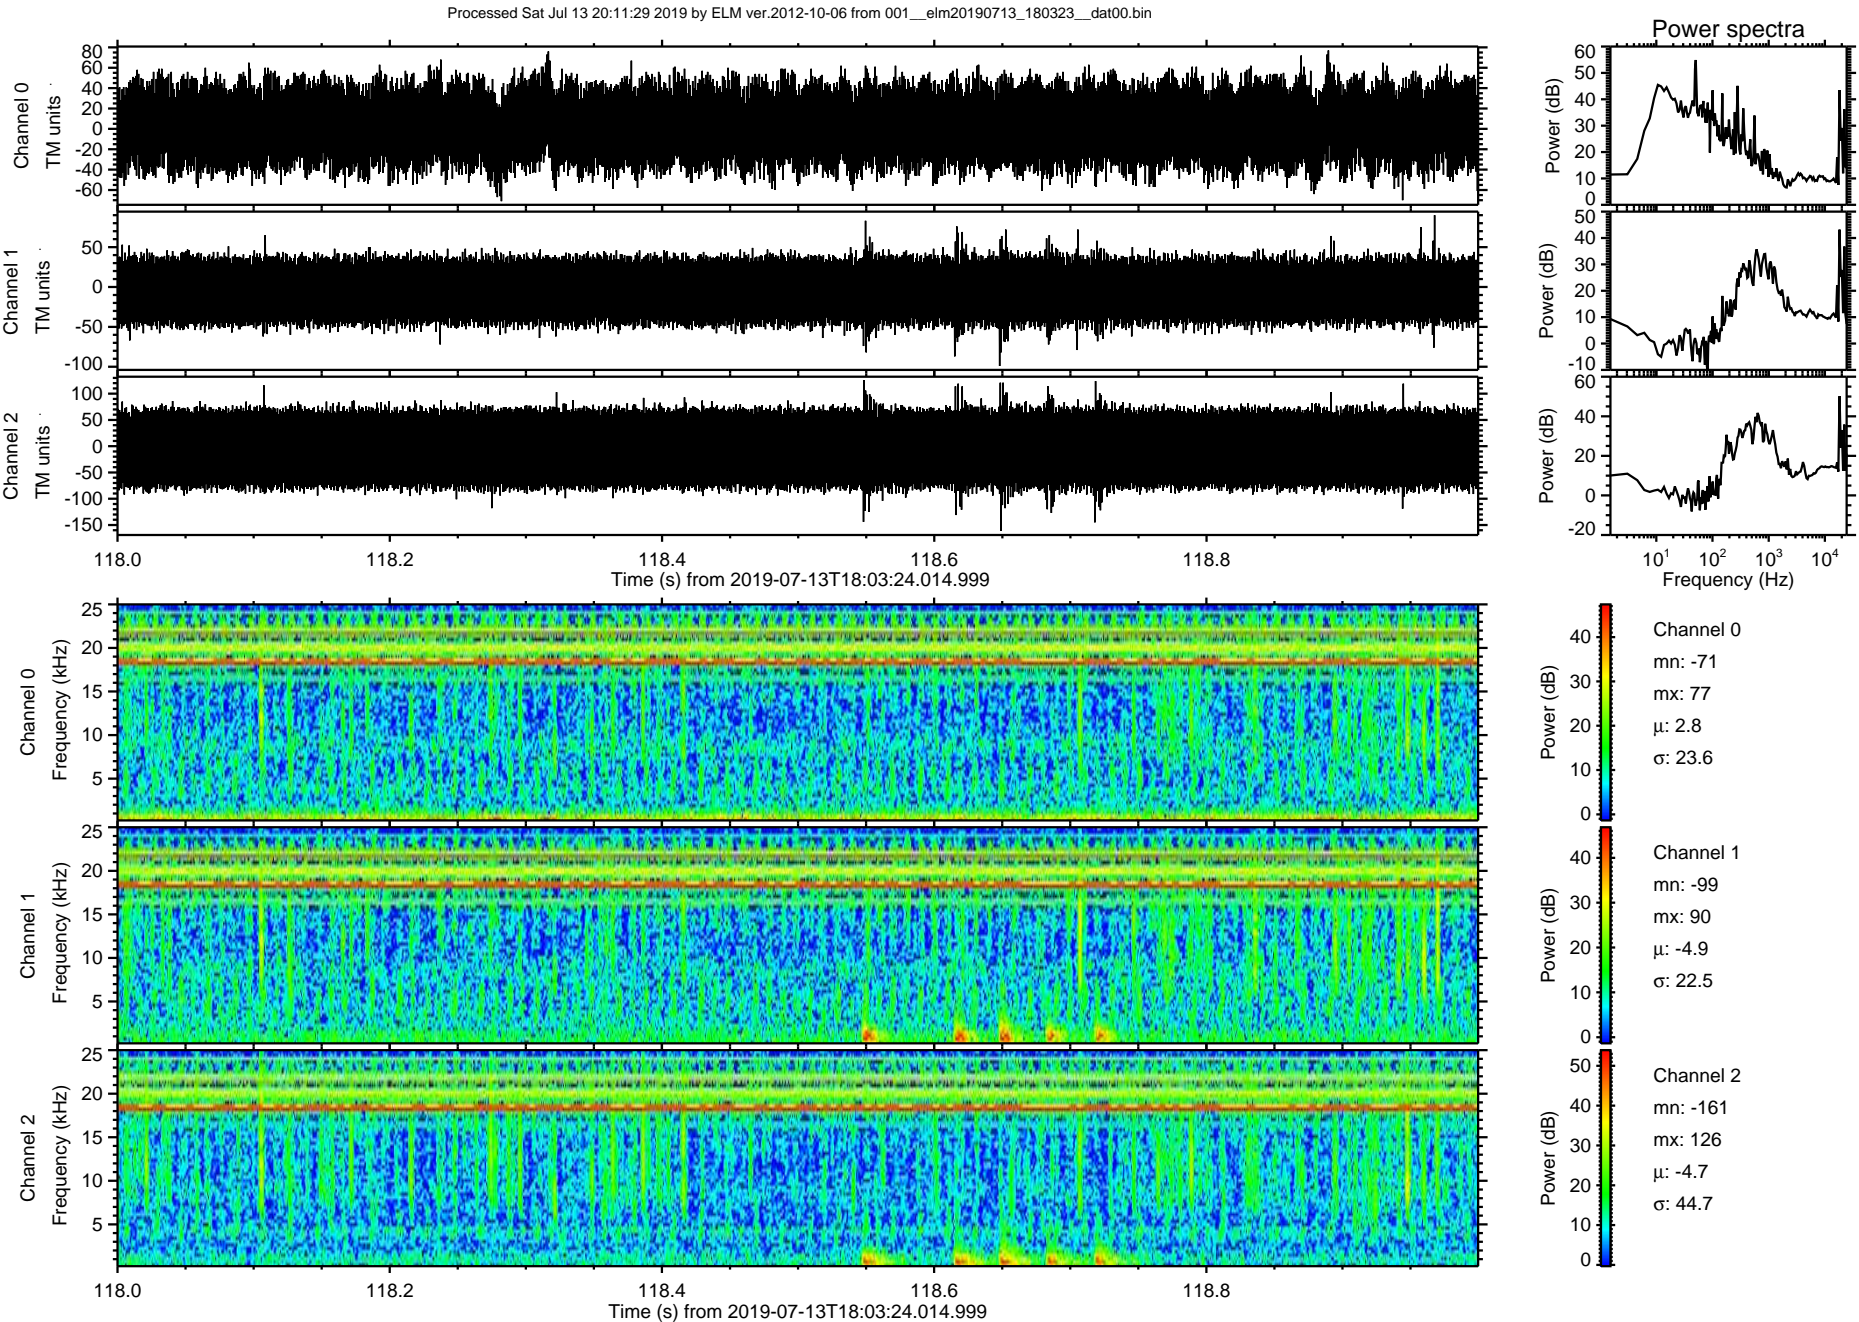 Processed Sat Jul 13 20:11:29 2019 by ELM ver.2012-10-06 from 001__elm20190713_180323__dat00.bin
Power spectra
Channel 0
TM units
80
60
40
20
0
-20
-40
-60
Power (dB)
60
50
40
30
20
10
0
Channel 1
TM units
50
0
-50
-100
Power (dB)
50
40
30
20
10
0
-10
Channel 2
TM units
100
50
0
-50
-100
-150
Power (dB)
60
40
20
0
-20
118.0 118.2 118.4 118.6 118.8
Time (s) from 2019-07-13T18:03:24.014.999
10¹ 10² 10³ 10⁴
Frequency (Hz)
Channel 0
Frequency (kHz)
25
20
15
10
5
Power (dB)
40
30
20
10
0
Channel 0
mn: -71
mx: 77
μ: 2.8
σ: 23.6
Channel 1
Frequency (kHz)
25
20
15
10
5
Power (dB)
40
30
20
10
0
Channel 1
mn: -99
mx: 90
μ: -4.9
σ: 22.5
Channel 2
Frequency (kHz)
25
20
15
10
5
Power (dB)
50
40
30
20
10
0
Channel 2
mn: -161
mx: 126
μ: -4.7
σ: 44.7
118.0 118.2 118.4 118.6 118.8
Time (s) from 2019-07-13T18:03:24.014.999